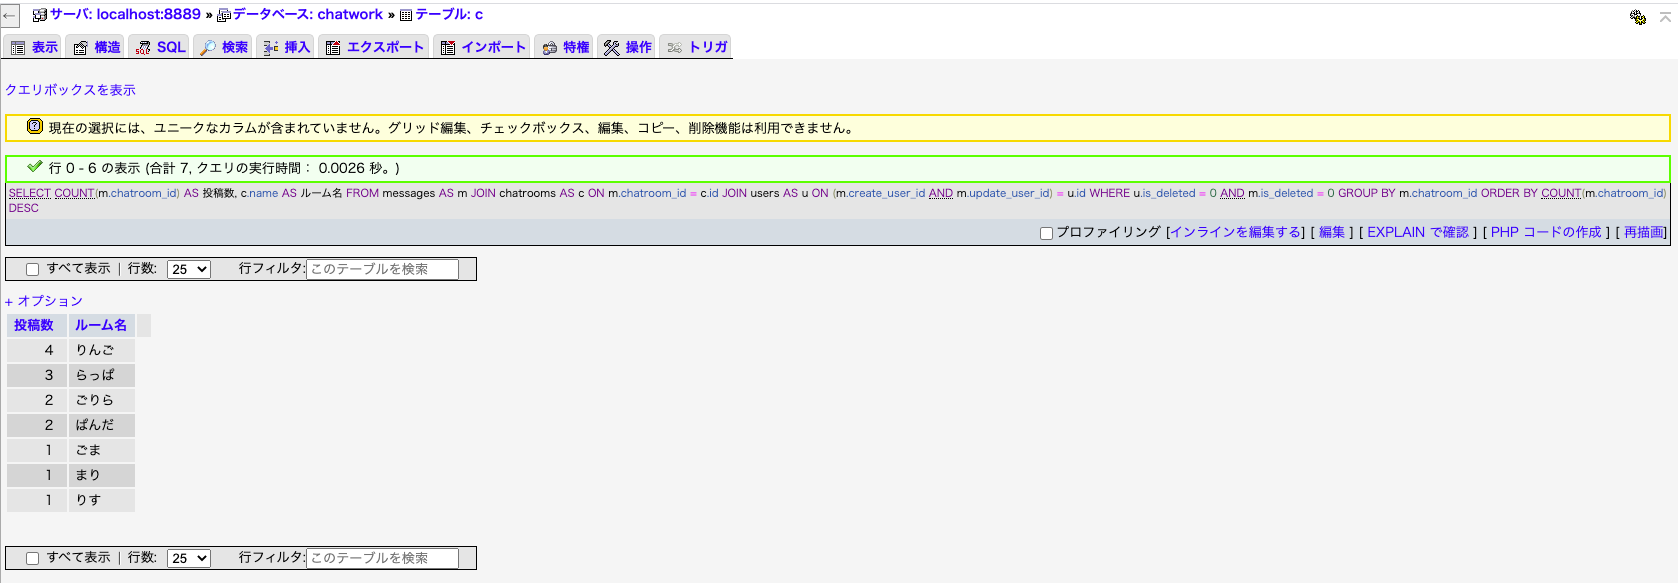 ← サーバ: localhost:8889 » データベース: chatwork » テーブル: c
表示 構造 SQL 検索 挿入 エクスポート インポート 特権 操作 トリガ
クエリボックスを表示
現在の選択には、ユニークなカラムが含まれていません。グリッド編集、チェックボックス、編集、コピー、削除機能は利用できません。
行 0 - 6 の表示 (合計 7, クエリの実行時間： 0.0026 秒。)
SELECT COUNT(m.chatroom_id) AS 投稿数, c.name AS ルーム名 FROM messages AS m JOIN chatrooms AS c ON m.chatroom_id = c.id JOIN users AS u ON (m.create_user_id AND m.update_user_id) = u.id WHERE u.is_deleted = 0 AND m.is_deleted = 0 GROUP BY m.chatroom_id ORDER BY COUNT(m.chatroom_id)
DESC
プロファイリング [インラインを編集する] [ 編集 ] [ EXPLAIN で確認 ] [ PHP コードの作成 ] [ 再描画]
すべて表示 | 行数: 25 行フィルタ: このテーブルを検索
+ オプション
投稿数 ルーム名
4 りんご
3 らっぱ
2 ごりら
2 ぱんだ
1 ごま
1 まり
1 りす
すべて表示 | 行数: 25 行フィルタ: このテーブルを検索